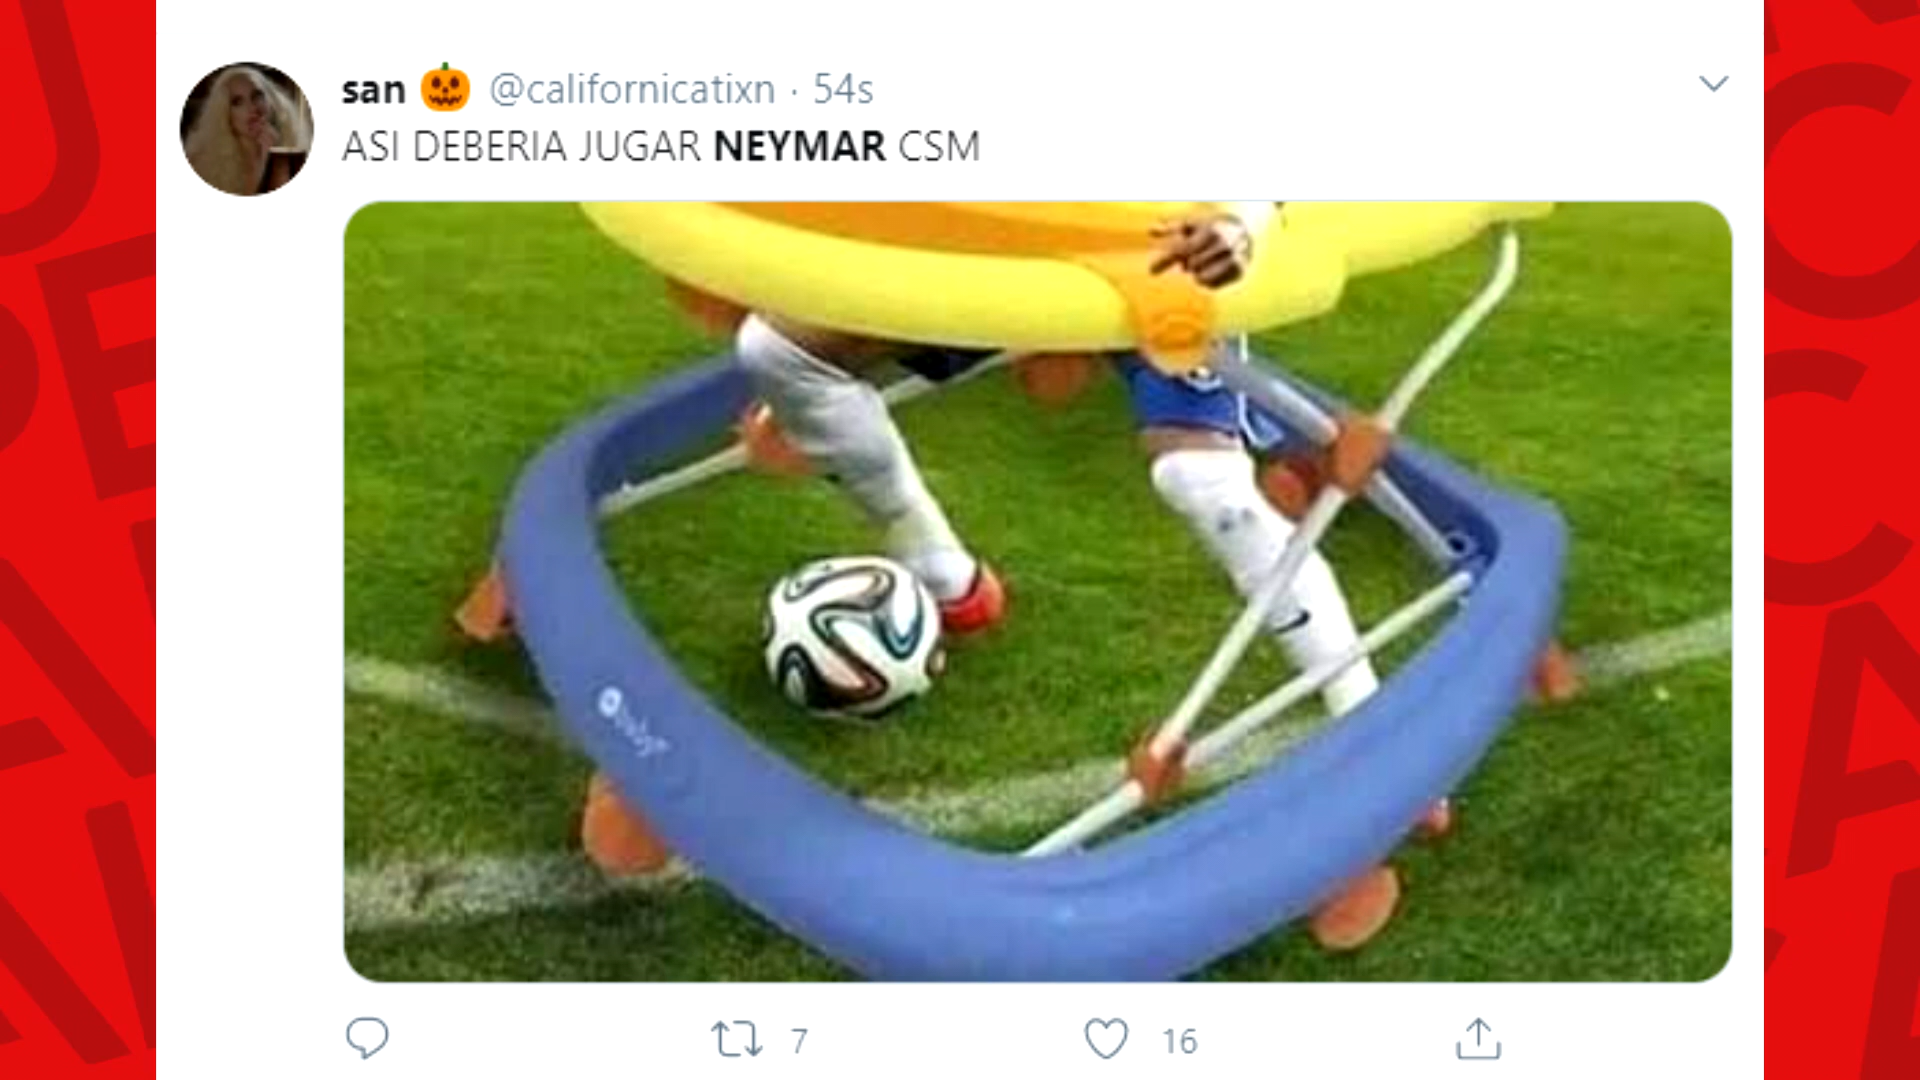 san 🎃 @californicatixn · 54s
ASI DEBERIA JUGAR NEYMAR CSM
7
16